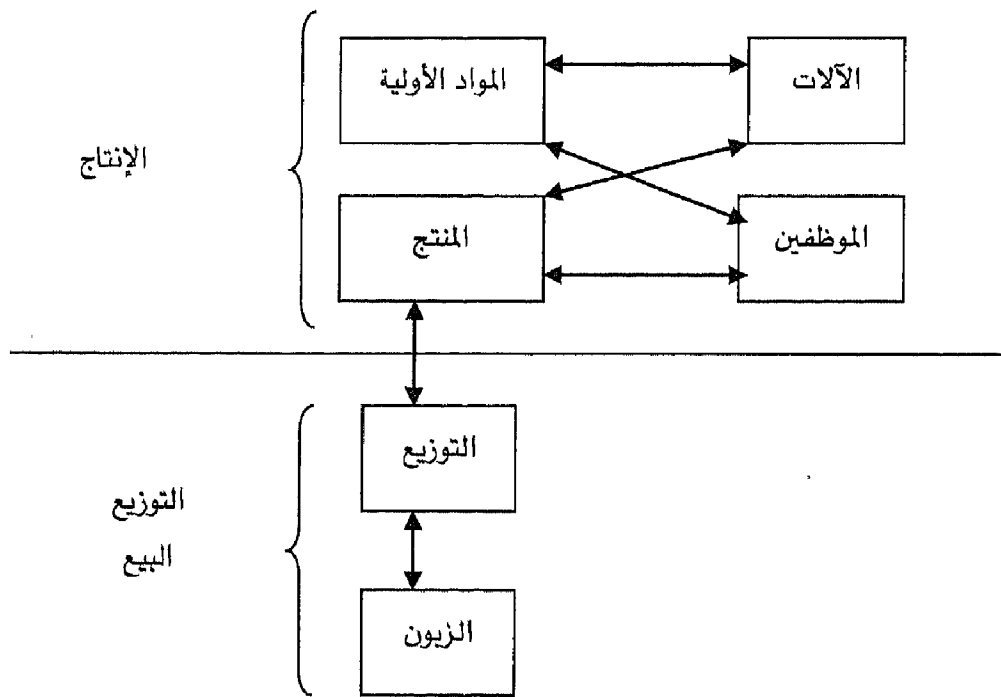 المواد الأولية
الآلات
الإنتاج
المنتج
الموظفين
التوزيع
التوزيع
البيع
الزبون